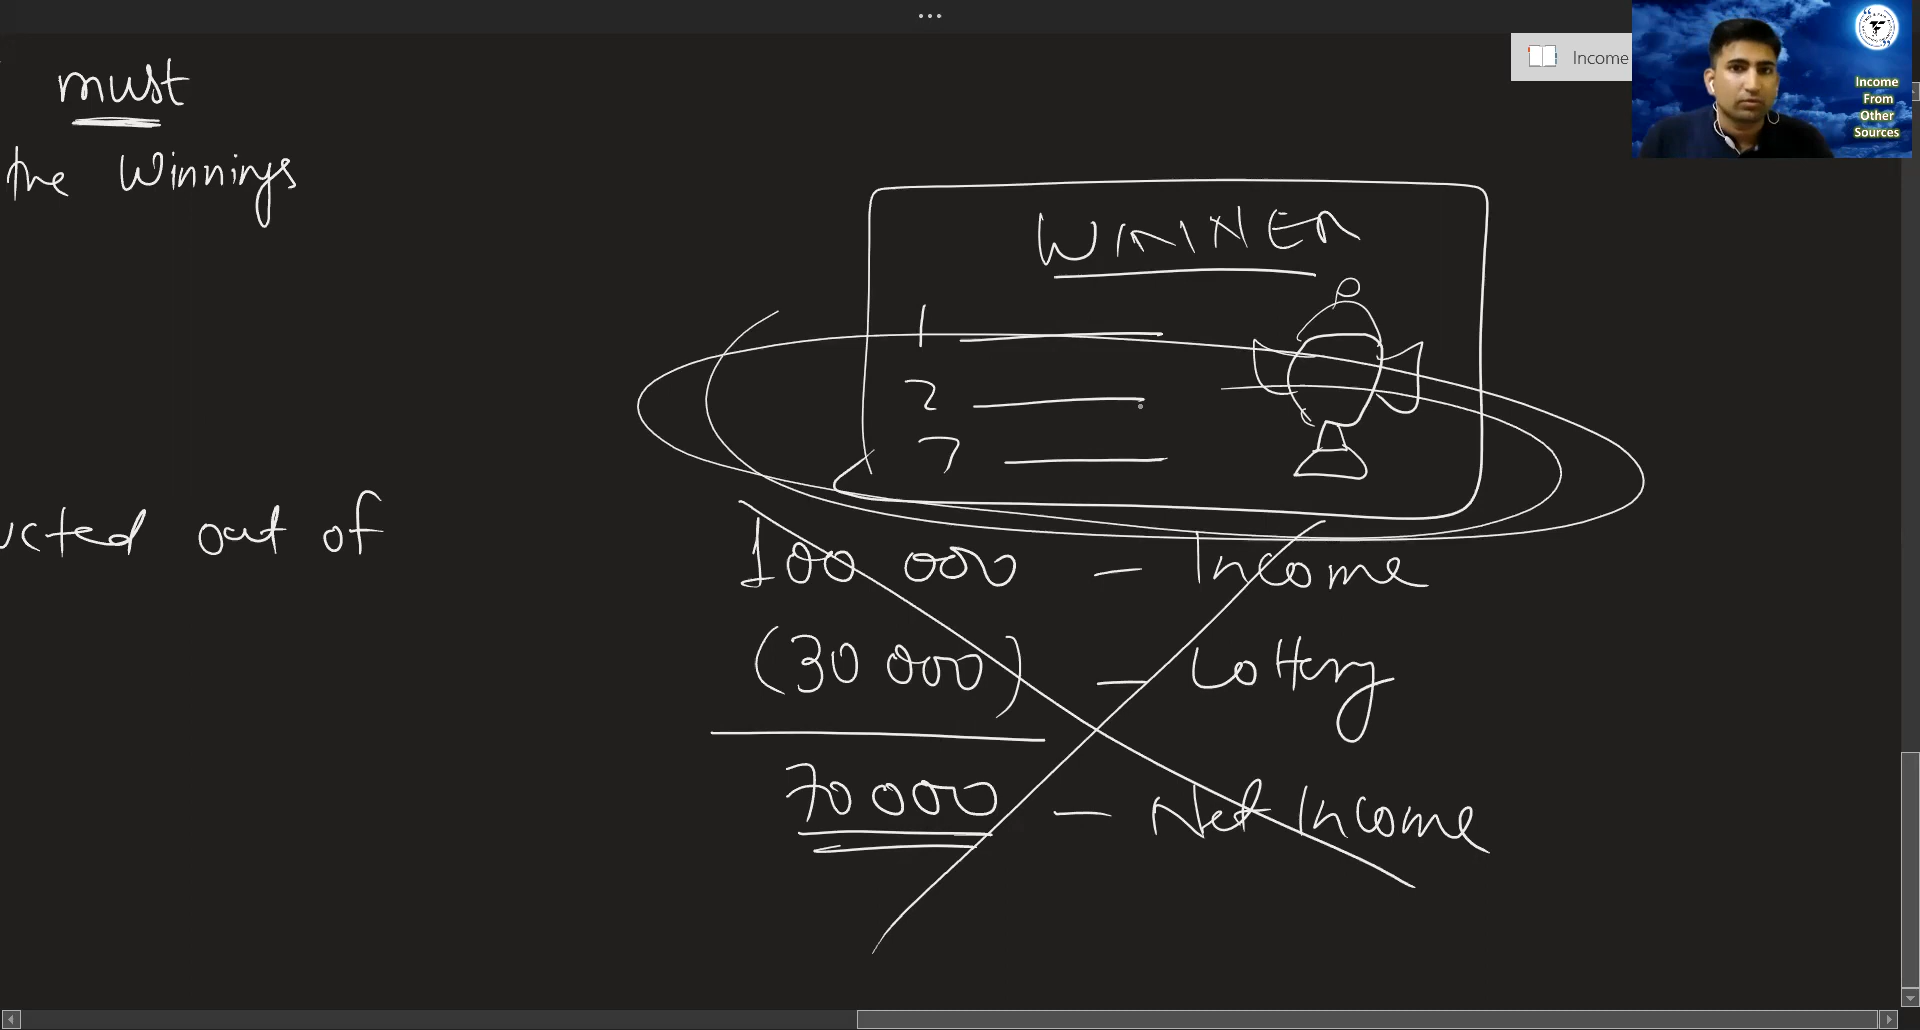 ...
Income
Income
From
Other
Sources
must
the Winnings
WINNER
1
2
3
ucted out of
100 000 - Income
(30 000) - Lottery
70 000 - Net Income